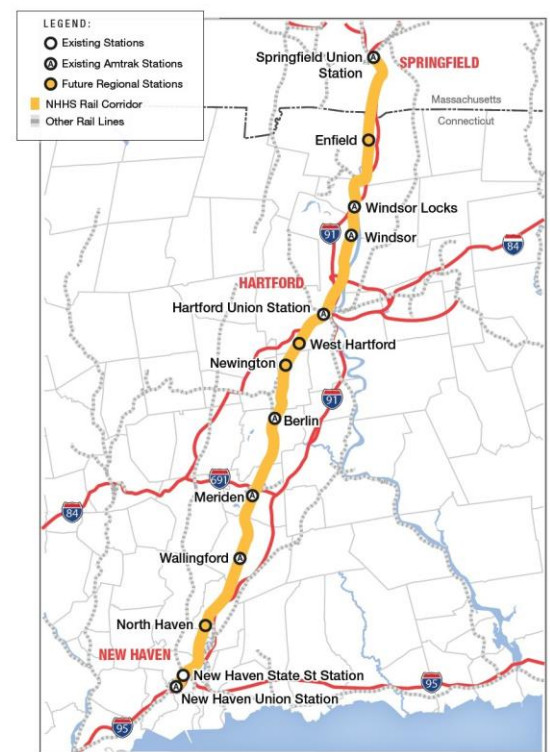 LEGEND:
Existing Stations
A Existing Amtrak Stations
Future Regional Stations
NHHS Rail Corridor
Other Rail Lines
Springfield Union
Station
A
SPRINGFIELD
Massachusetts
Connecticut
Enfield
A Windsor Locks
91
A Windsor
84
HARTFORD
Hartford Union Station A
West Hartford
Newington
91
A Berlin
691
Meriden A
84
Wallingford A
North Haven
NEW HAVEN
New Haven State St Station
A
New Haven Union Station
95
95